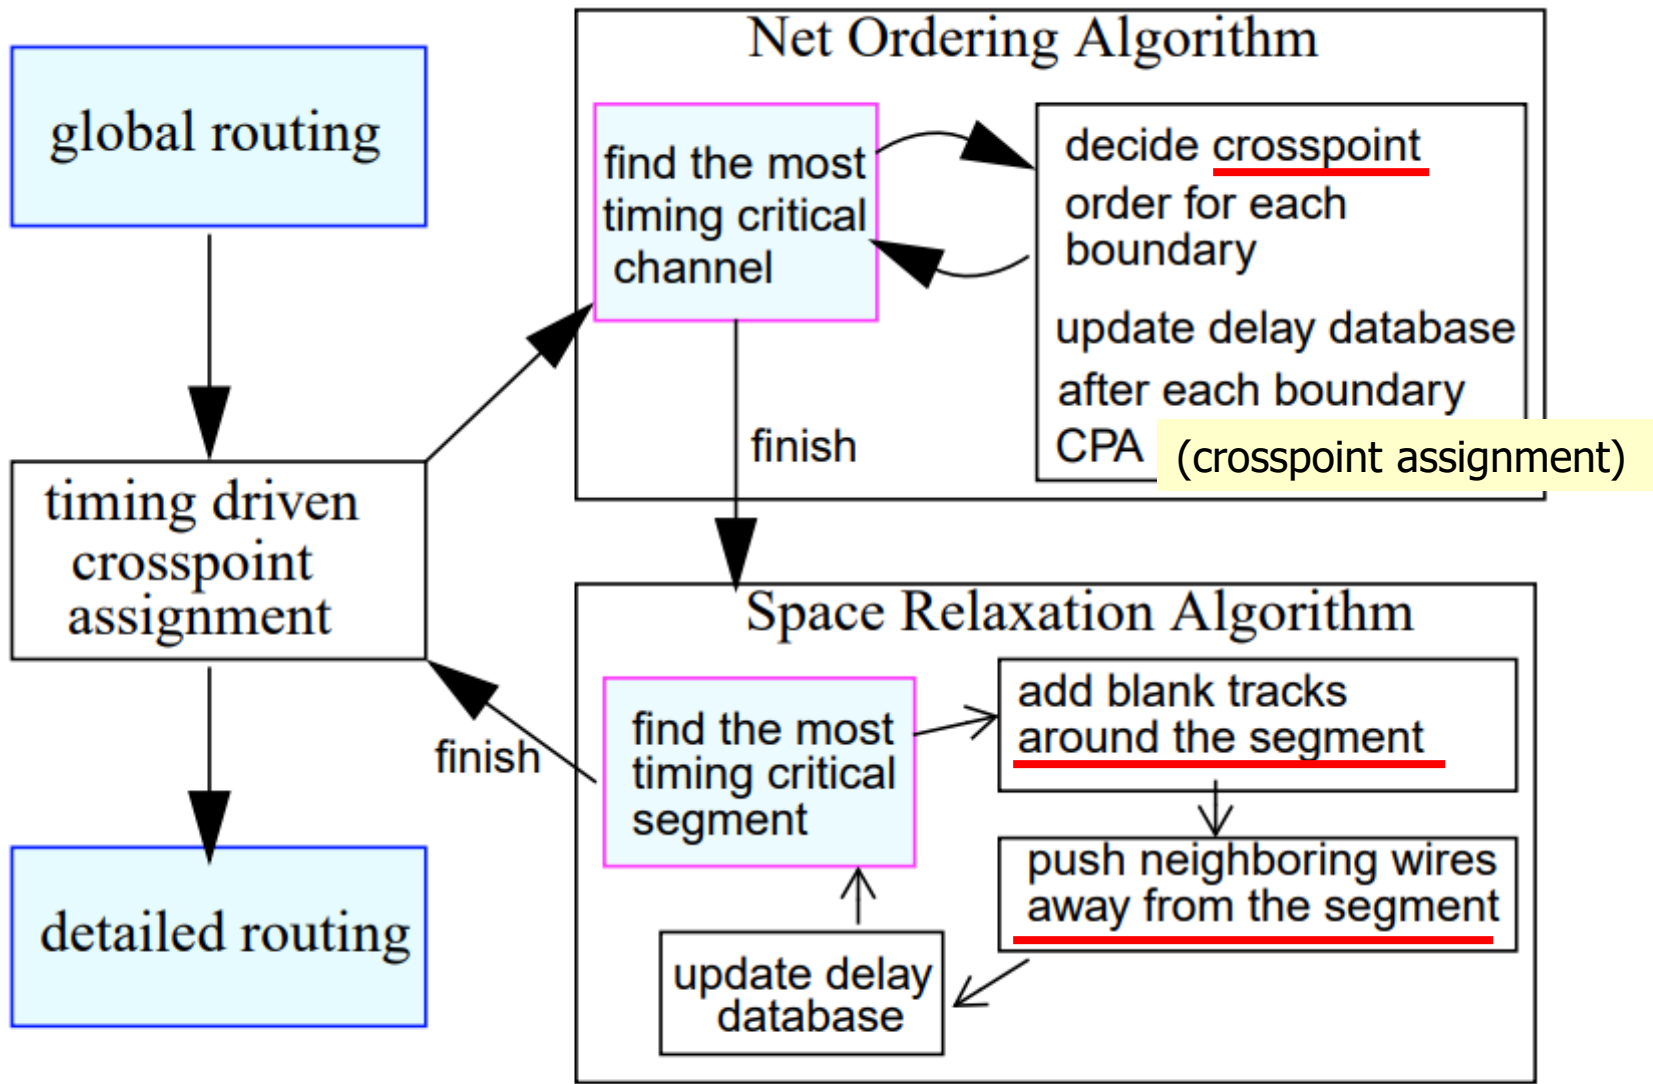 global routing
timing driven
crosspoint
assignment
detailed routing
Net Ordering Algorithm
find the most
timing critical
channel
decide crosspoint
order for each
boundary
update delay database
after each boundary
CPA (crosspoint assignment)
finish
Space Relaxation Algorithm
find the most
timing critical
segment
add blank tracks
around the segment
push neighboring wires
away from the segment
update delay
database
finish